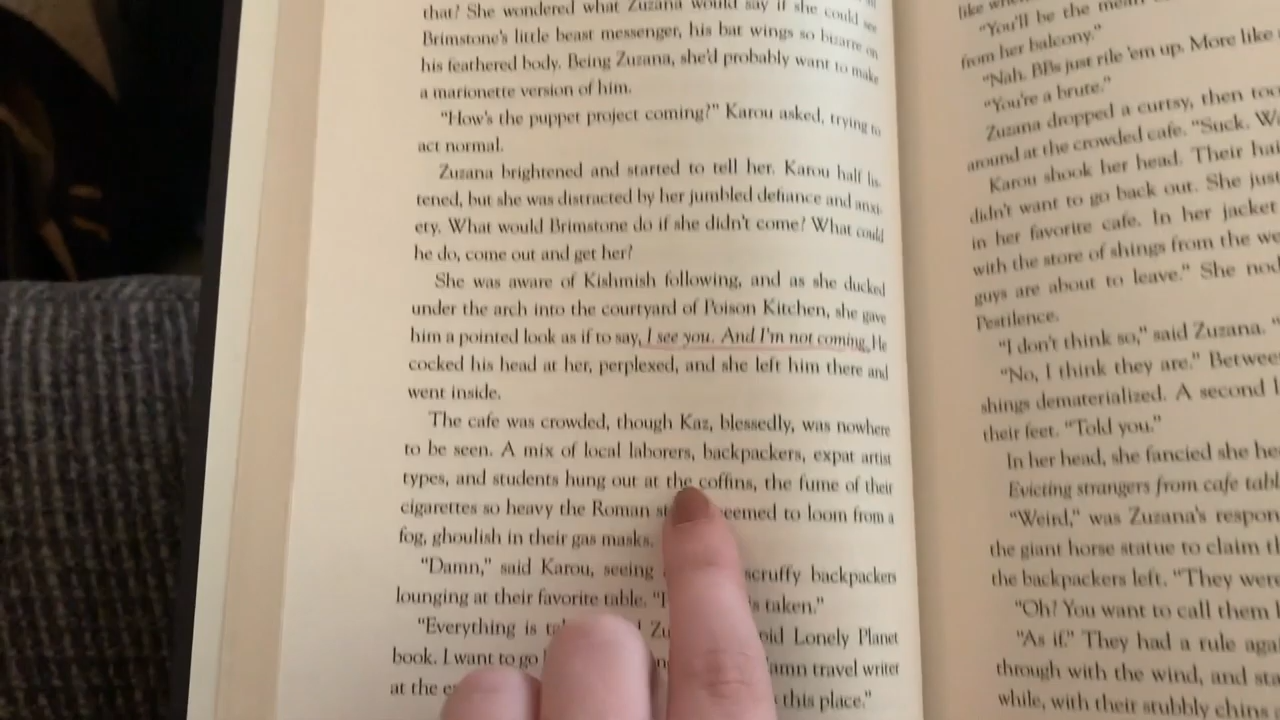 that? She wondered what Zuzana would say if she could see
Brimstone's little beast messenger, his bat wings so bizarre on
his feathered body. Being Zuzana, she'd probably want to make
a marionette version of him.
"How's the puppet project coming?" Karou asked, trying to
act normal.
Zuzana brightened and started to tell her. Karou half lis-
tened, but she was distracted by her jumbled defiance and anxi-
ety. What would Brimstone do if she didn't come? What could
he do, come out and get her?
She was aware of Kishmish following, and as she ducked
under the arch into the courtyard of Poison Kitchen, she gave
him a pointed look as if to say, I see you. And I'm not coming. He
cocked his head at her, perplexed, and she left him there and
went inside.
The cafe was crowded, though Kaz, blessedly, was nowhere
to be seen. A mix of local laborers, backpackers, expat artist
types, and students hung out at the coffins, the fume of their
cigarettes so heavy the Roman seemed to loom from a
fog, ghoulish in their gas masks.
"Damn," said Karou, seeing scruffy backpackers
lounging at their favorite table. taken."
"Everything is Lonely Planet
book. I want to go travel writer
at the this place."
like
"You'll be the mean
from her balcony."
"Nah. BBs just rile 'em up. More like
"You're a brute."
Zuzana dropped a curtsy, then
around at the crowded cafe. "Suck.
Karou shook her head. Their
didn't want to go back out. She just
in her favorite cafe. In her jacket
with the store of shings from the
guys are about to leave." She
Pestilence.
"I don't think so," said Zuzana.
"No, I think they are."
shings dematerialized. A second
their feet. "Told you."
In her head, she fancied she
Evicting strangers from cafe
"Weird," was Zuzana's
the giant horse statue to claim
the backpackers left. "They
"Oh? You want to call them
"As if." They had a rule
through with the wind, and
while, with their stubbly chins